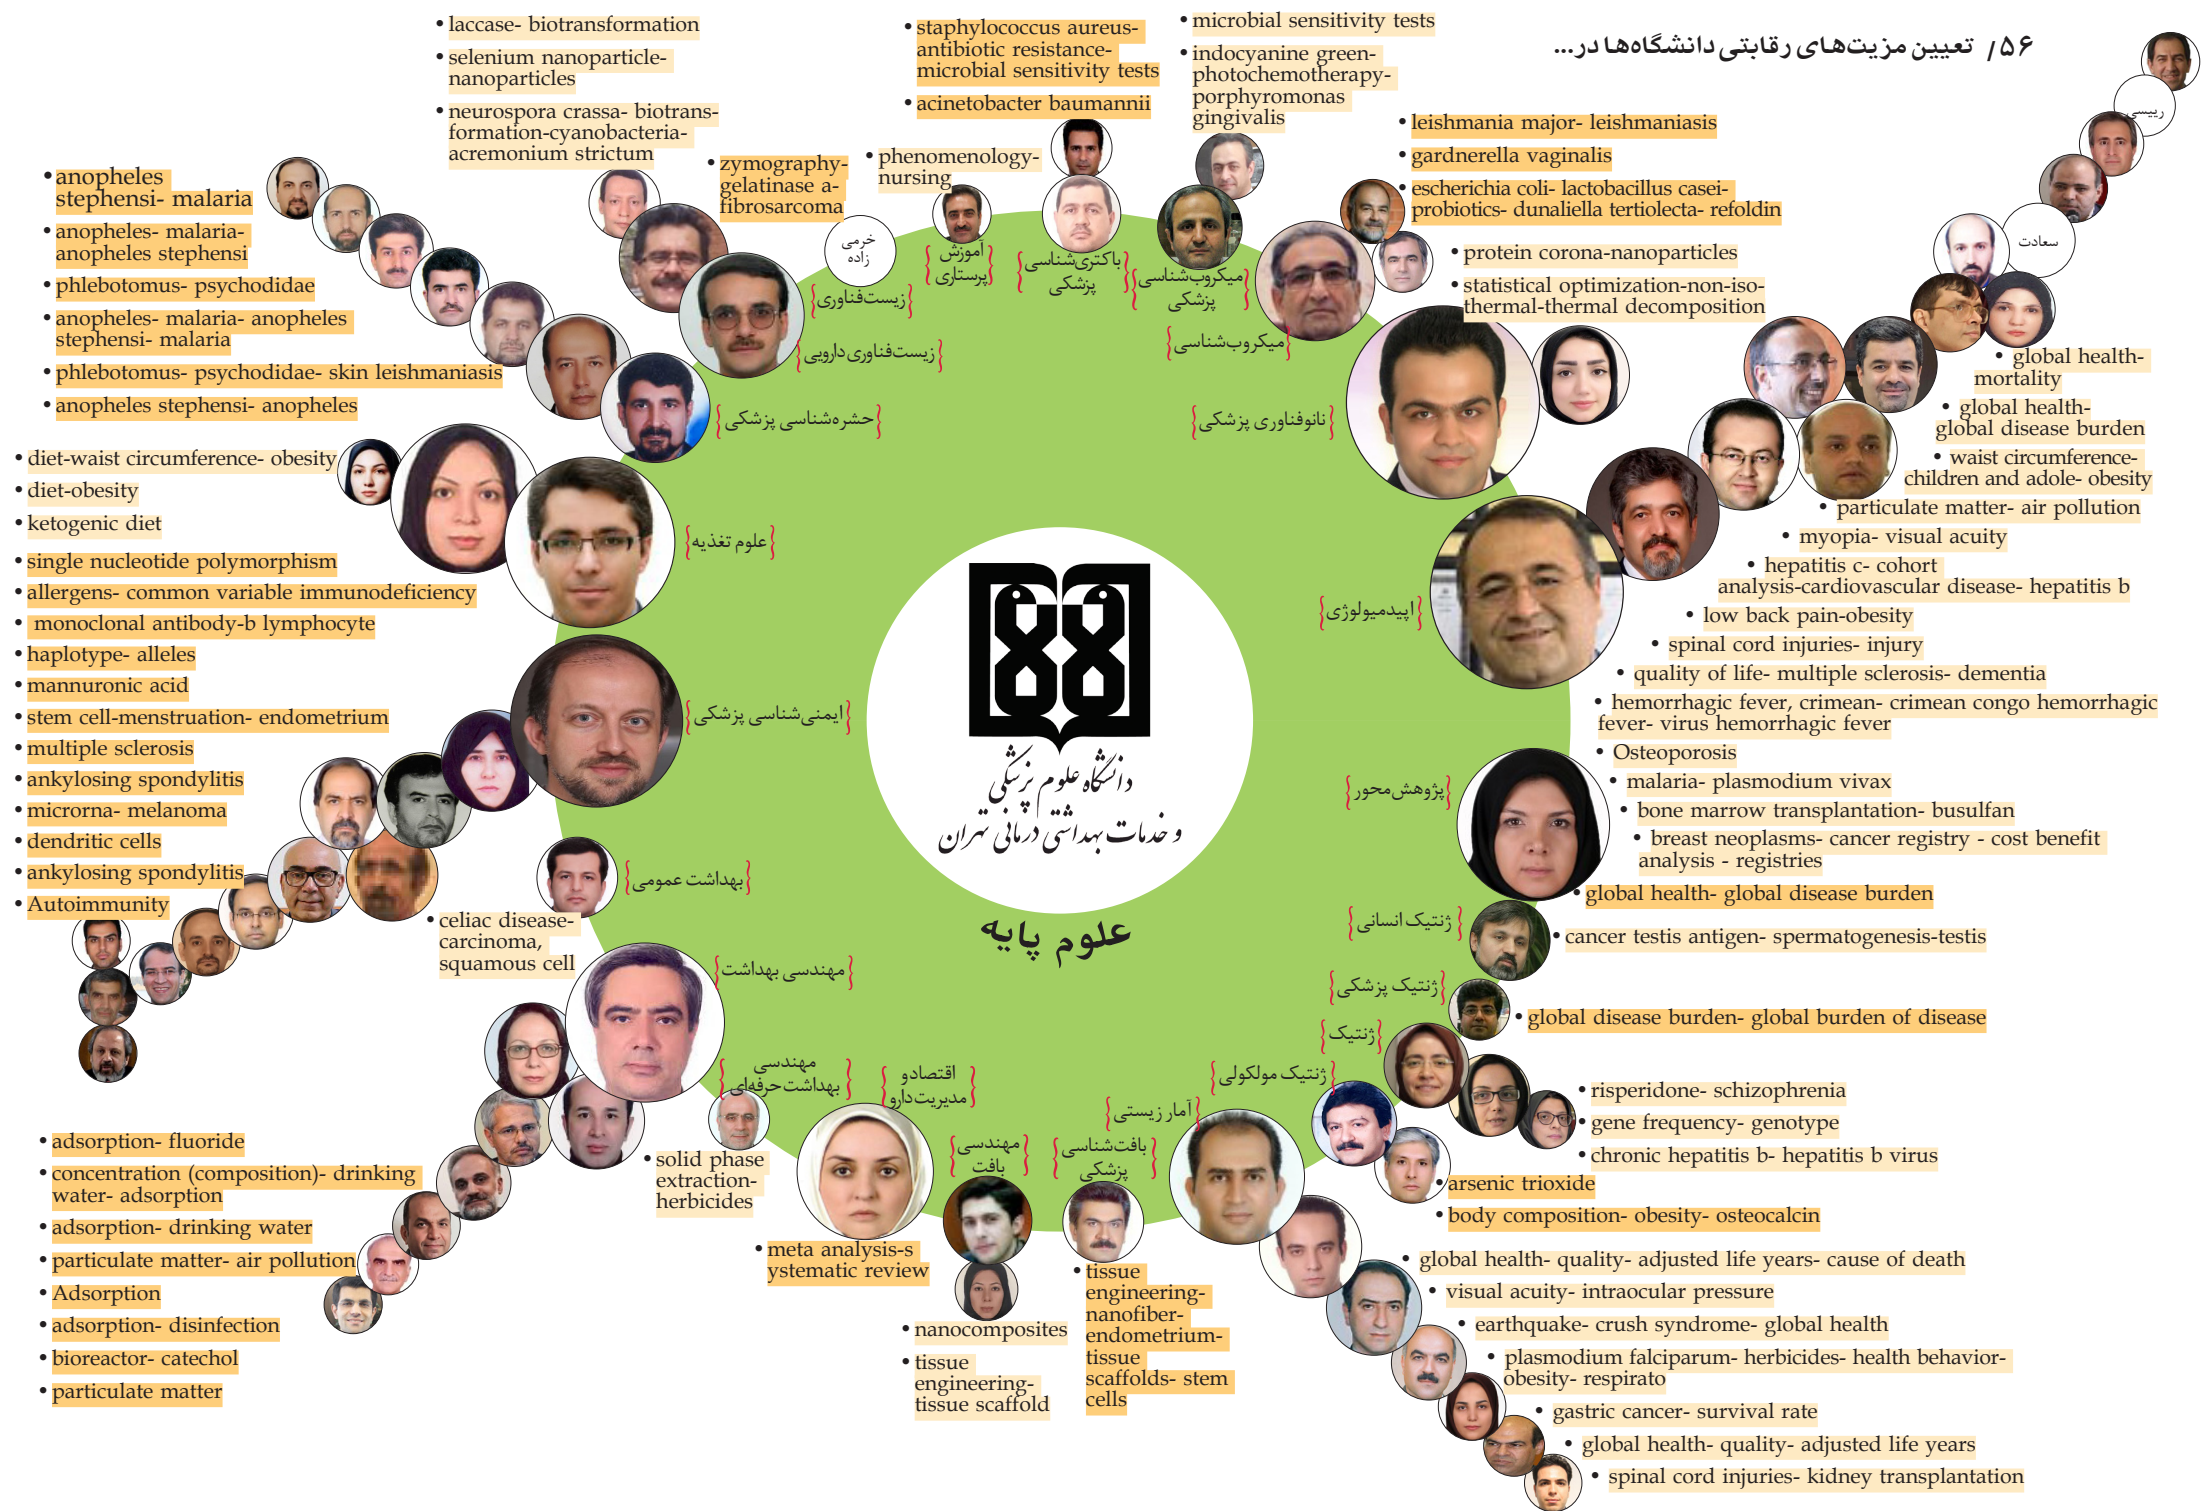 ۵۶/ تعیین مزیت‌های رقابتی دانشگاه‌ها در...
• laccase- biotransformation
• selenium nanoparticle-
nanoparticles
• neurospora crassa- biotrans-
formation-cyanobacteria-
acremonium strictum
• zymography-
gelatinase a-
fibrosarcoma
• phenomenology-
nursing
• staphylococcus aureus-
antibiotic resistance-
microbial sensitivity tests
• acinetobacter baumannii
• microbial sensitivity tests
• indocyanine green-
photochemotherapy-
porphyromonas
gingivalis
• leishmania major- leishmaniasis
• gardnerella vaginalis
• escherichia coli- lactobacillus casei-
probiotics- dunaliella tertiolecta- refoldin
• protein corona-nanoparticles
• statistical optimization-non-iso-
thermal-thermal decomposition
رییسی
سعادت
خرمی
زاده
• anopheles
stephensi- malaria
• anopheles- malaria-
anopheles stephensi
• phlebotomus- psychodidae
• anopheles- malaria- anopheles
stephensi- malaria
• phlebotomus- psychodidae- skin leishmaniasis
• anopheles stephensi- anopheles
• diet-waist circumference- obesity
• diet-obesity
• ketogenic diet
• single nucleotide polymorphism
• allergens- common variable immunodeficiency
• monoclonal antibody-b lymphocyte
• haplotype- alleles
• mannuronic acid
• stem cell-menstruation- endometrium
• multiple sclerosis
• ankylosing spondylitis
• microrna- melanoma
• dendritic cells
• ankylosing spondylitis
• Autoimmunity
• celiac disease-
carcinoma,
squamous cell
• adsorption- fluoride
• concentration (composition)- drinking
water- adsorption
• adsorption- drinking water
• particulate matter- air pollution
• Adsorption
• adsorption- disinfection
• bioreactor- catechol
• particulate matter
• solid phase
extraction-
herbicides
• meta analysis-s
ystematic review
• nanocomposites
• tissue
engineering-
tissue scaffold
• tissue
engineering-
nanofiber-
endometrium-
tissue
scaffolds- stem
cells
{آموزش
پرستاری}
{باکتری‌شناسی
پزشکی}
{میکروب‌شناسی
پزشکی}
{میکروب‌شناسی}
{زیست‌فناوری}
{زیست‌فناوری دارویی}
{حشره‌شناسی پزشکی}
{نانوفناوری پزشکی}
{علوم تغذیه}
{اپیدمیولوژی}
{ایمنی‌شناسی پزشکی}
{پژوهش‌محور}
{بهداشت عمومی}
{ژنتیک انسانی}
{مهندسی بهداشت}
{ژنتیک پزشکی}
{ژنتیک}
{مهندسی
بهداشت‌حرفه‌ای}
{اقتصاد و
مدیریت دارو}
{ژنتیک مولکولی}
{آمار زیستی}
{مهندسی
بافت}
{بافت‌شناسی
پزشکی}
دانشگاه علوم پزشکی
و خدمات بهداشتی درمانی تهران
علوم پایه
• global health-
mortality
• global health-
global disease burden
• waist circumference-
children and adole- obesity
• particulate matter- air pollution
• myopia- visual acuity
• hepatitis c- cohort
analysis-cardiovascular disease- hepatitis b
• low back pain-obesity
• spinal cord injuries- injury
• quality of life- multiple sclerosis- dementia
• hemorrhagic fever, crimean- crimean congo hemorrhagic
fever- virus hemorrhagic fever
• Osteoporosis
• malaria- plasmodium vivax
• bone marrow transplantation- busulfan
• breast neoplasms- cancer registry - cost benefit
analysis - registries
• global health- global disease burden
• cancer testis antigen- spermatogenesis-testis
• global disease burden- global burden of disease
• risperidone- schizophrenia
• gene frequency- genotype
• chronic hepatitis b- hepatitis b virus
• arsenic trioxide
• body composition- obesity- osteocalcin
• global health- quality- adjusted life years- cause of death
• visual acuity- intraocular pressure
• earthquake- crush syndrome- global health
• plasmodium falciparum- herbicides- health behavior-
obesity- respirato
• gastric cancer- survival rate
• global health- quality- adjusted life years
• spinal cord injuries- kidney transplantation